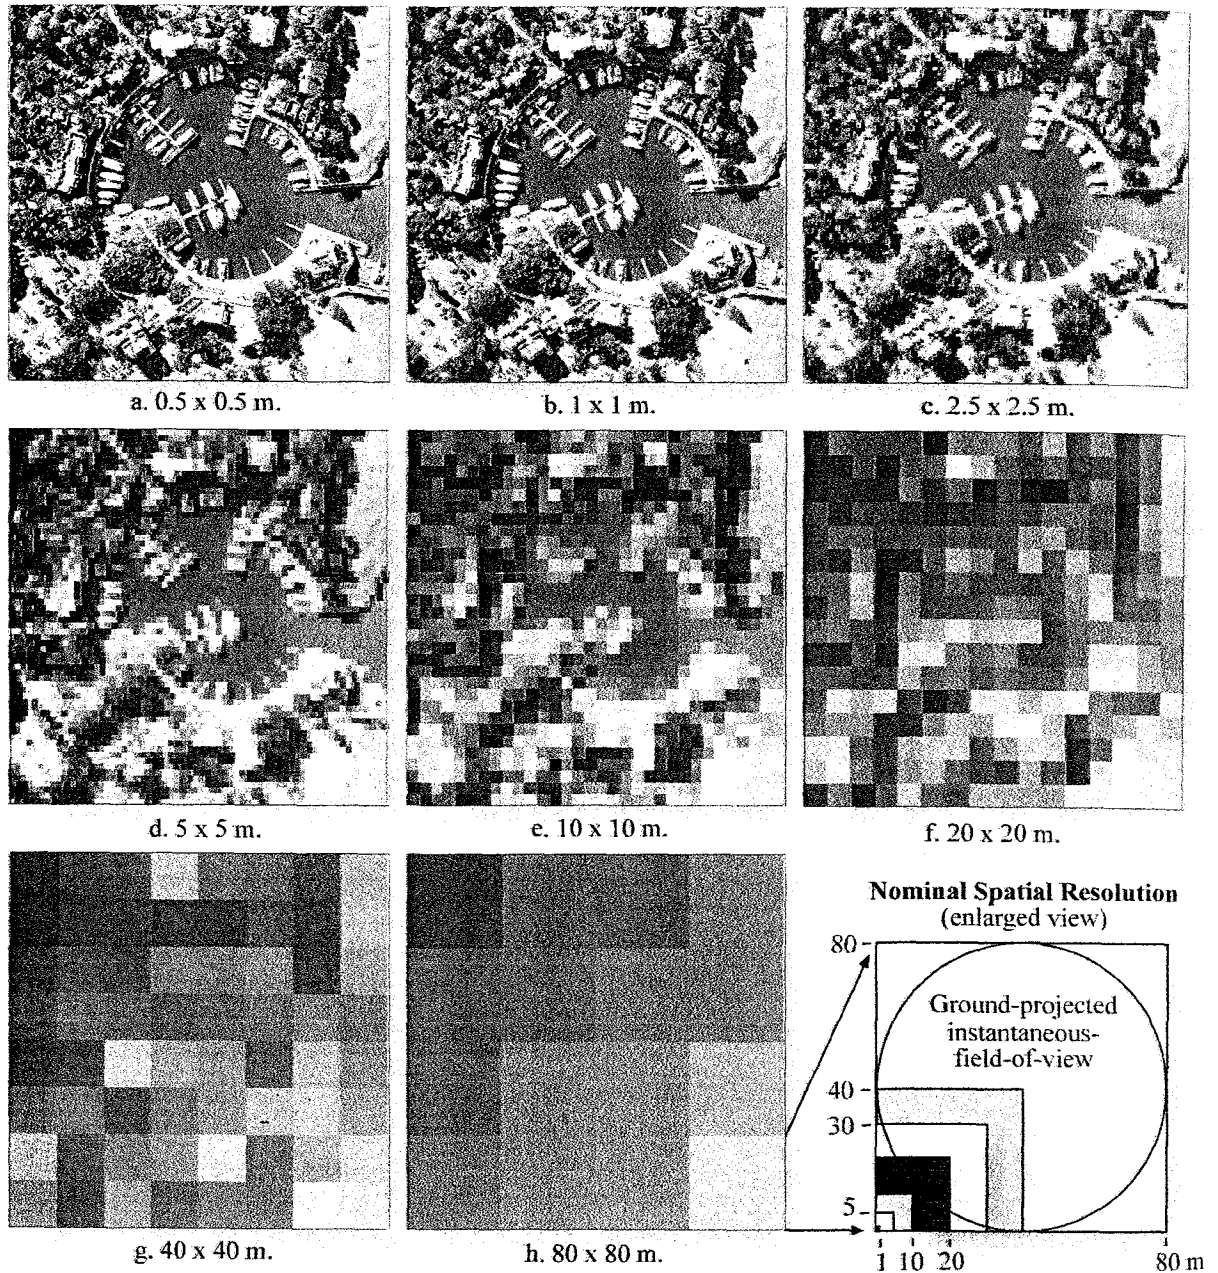 a. 0.5 x 0.5 m.
b. 1 x 1 m.
c. 2.5 x 2.5 m.
d. 5 x 5 m.
e. 10 x 10 m.
f. 20 x 20 m.
g. 40 x 40 m.
h. 80 x 80 m.
Nominal Spatial Resolution
(enlarged view)
80
Ground-projected
instantaneous-
field-of-view
40
30
5
1 10 20 80 m